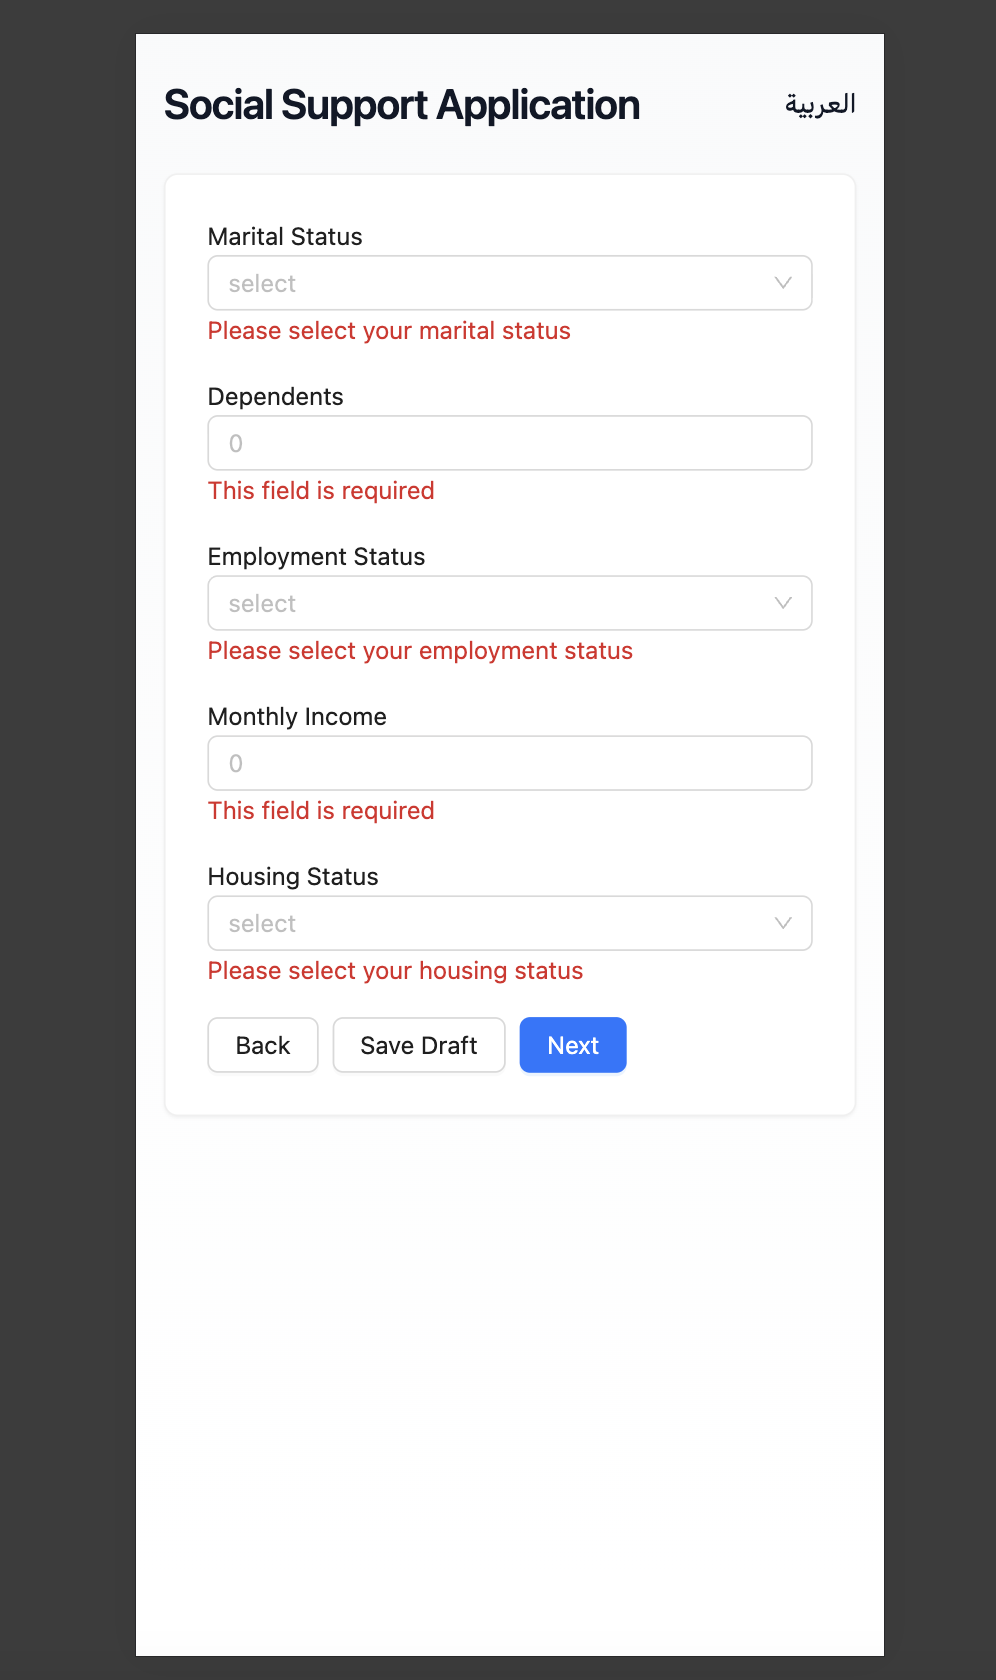 Social Support Application
العربية
Marital Status
select
Please select your marital status
Dependents
0
This field is required
Employment Status
select
Please select your employment status
Monthly Income
0
This field is required
Housing Status
select
Please select your housing status
Back Save Draft Next